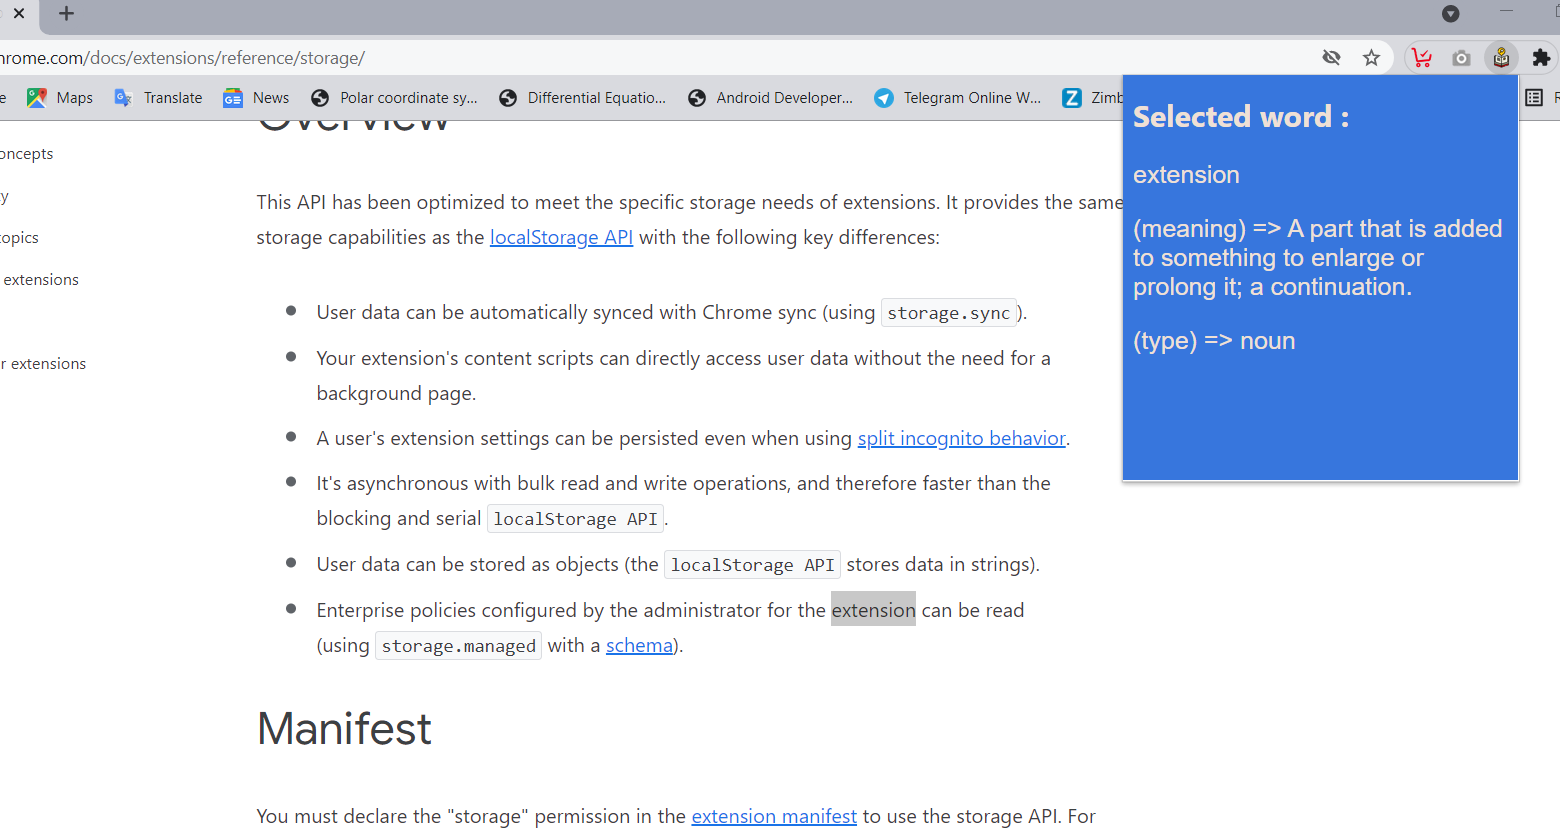 hrome.com/docs/extensions/reference/storage/
e Maps Translate News Polar coordinate sy... Differential Equatio... Android Developer... Telegram Online W... Zimb R
Overview
oncepts
ty
topics
extensions
r extensions
This API has been optimized to meet the specific storage needs of extensions. It provides the same
storage capabilities as the localStorage API with the following key differences:
User data can be automatically synced with Chrome sync (using storage.sync).
Your extension's content scripts can directly access user data without the need for a
background page.
A user's extension settings can be persisted even when using split incognito behavior.
It's asynchronous with bulk read and write operations, and therefore faster than the
blocking and serial localStorage API.
User data can be stored as objects (the localStorage API stores data in strings).
Enterprise policies configured by the administrator for the extension can be read
(using storage.managed with a schema).
Manifest
You must declare the "storage" permission in the extension manifest to use the storage API. For
Selected word :
extension
(meaning) => A part that is added
to something to enlarge or
prolong it; a continuation.
(type) => noun